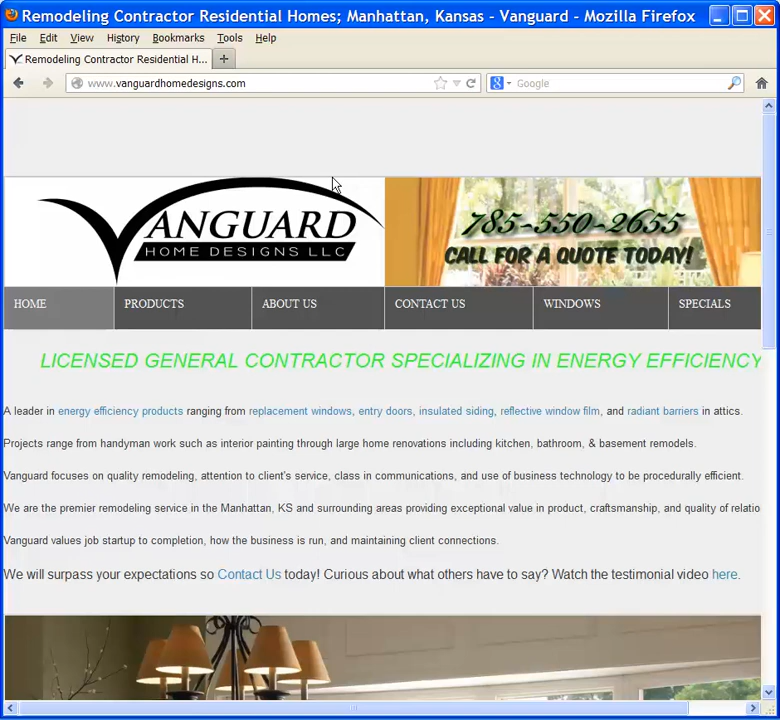 Remodeling Contractor Residential Homes; Manhattan, Kansas - Vanguard - Mozilla Firefox
File Edit View History Bookmarks Tools Help
Remodeling Contractor Residential H... +
www.vanguardhomedesigns.com Google
VANGUARD
HOME DESIGNS LLC
785-550-2655
CALL FOR A QUOTE TODAY!
HOME PRODUCTS ABOUT US CONTACT US WINDOWS SPECIALS
LICENSED GENERAL CONTRACTOR SPECIALIZING IN ENERGY EFFICIENCY
A leader in energy efficiency products ranging from replacement windows, entry doors, insulated siding, reflective window film, and radiant barriers in attics.
Projects range from handyman work such as interior painting through large home renovations including kitchen, bathroom, & basement remodels.
Vanguard focuses on quality remodeling, attention to client's service, class in communications, and use of business technology to be procedurally efficient.
We are the premier remodeling service in the Manhattan, KS and surrounding areas providing exceptional value in product, craftsmanship, and quality of relatio
Vanguard values job startup to completion, how the business is run, and maintaining client connections.
We will surpass your expectations so Contact Us today! Curious about what others have to say? Watch the testimonial video here.